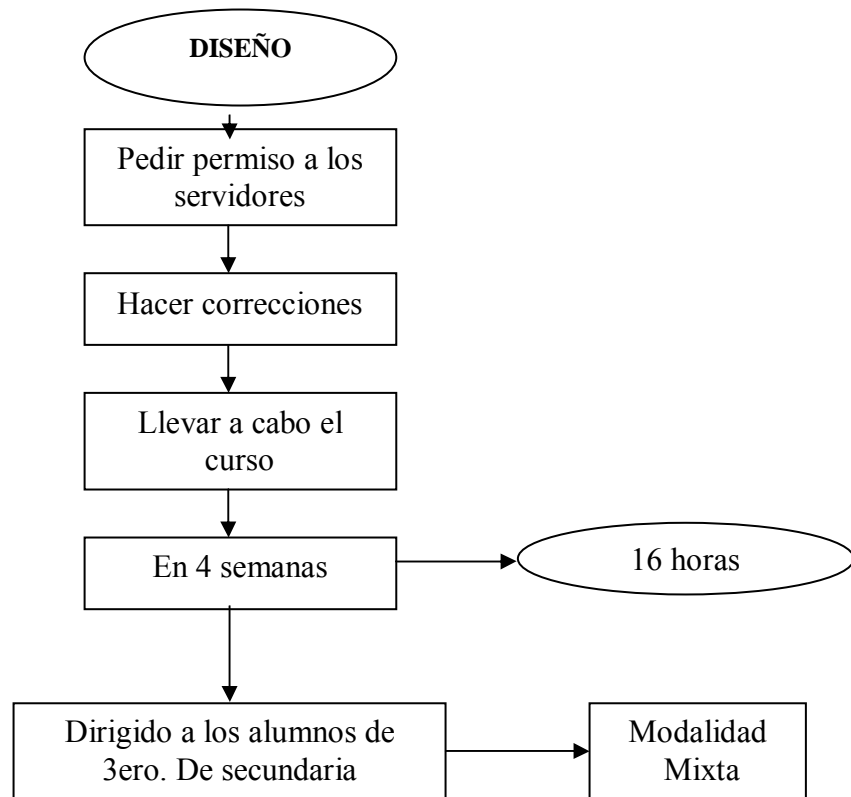 DISEÑO
Pedir permiso a los
servidores
Hacer correcciones
Llevar a cabo el
curso
En 4 semanas
16 horas
Dirigido a los alumnos de
3ero. De secundaria
Modalidad
Mixta